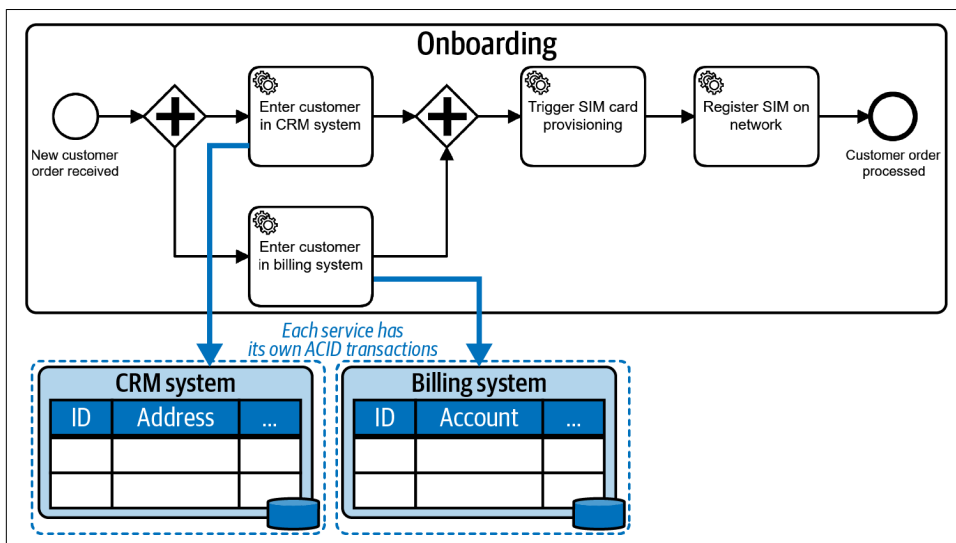 Onboarding
New customer
order received
Enter customer
in CRM system
Enter customer
in billing system
Trigger SIM card
provisioning
Register SIM on
network
Customer order
processed
Each service has
its own ACID transactions
CRM system
ID Address ...
Billing system
ID Account ...